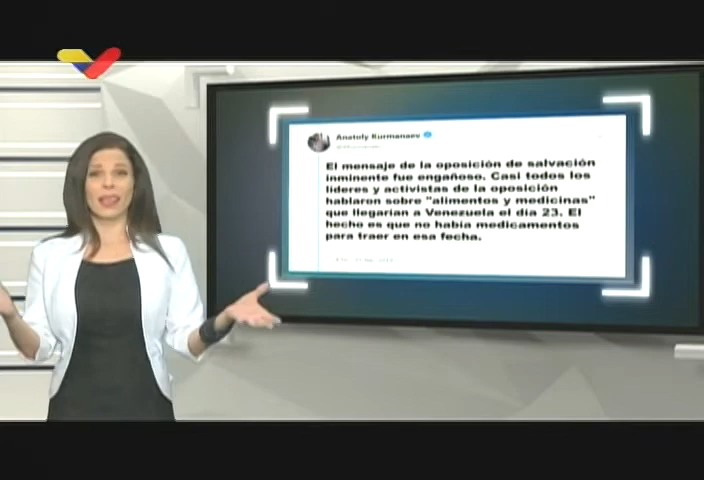 Anatoly Kurmanaev
El mensaje de la oposición de salvación
inminente fue engañoso. Casi todos los
líderes y activistas de la oposición
hablaron sobre "alimentos y medicinas"
que llegarían a Venezuela el día 23. El
hecho es que no había medicamentos
para traer en esa fecha.